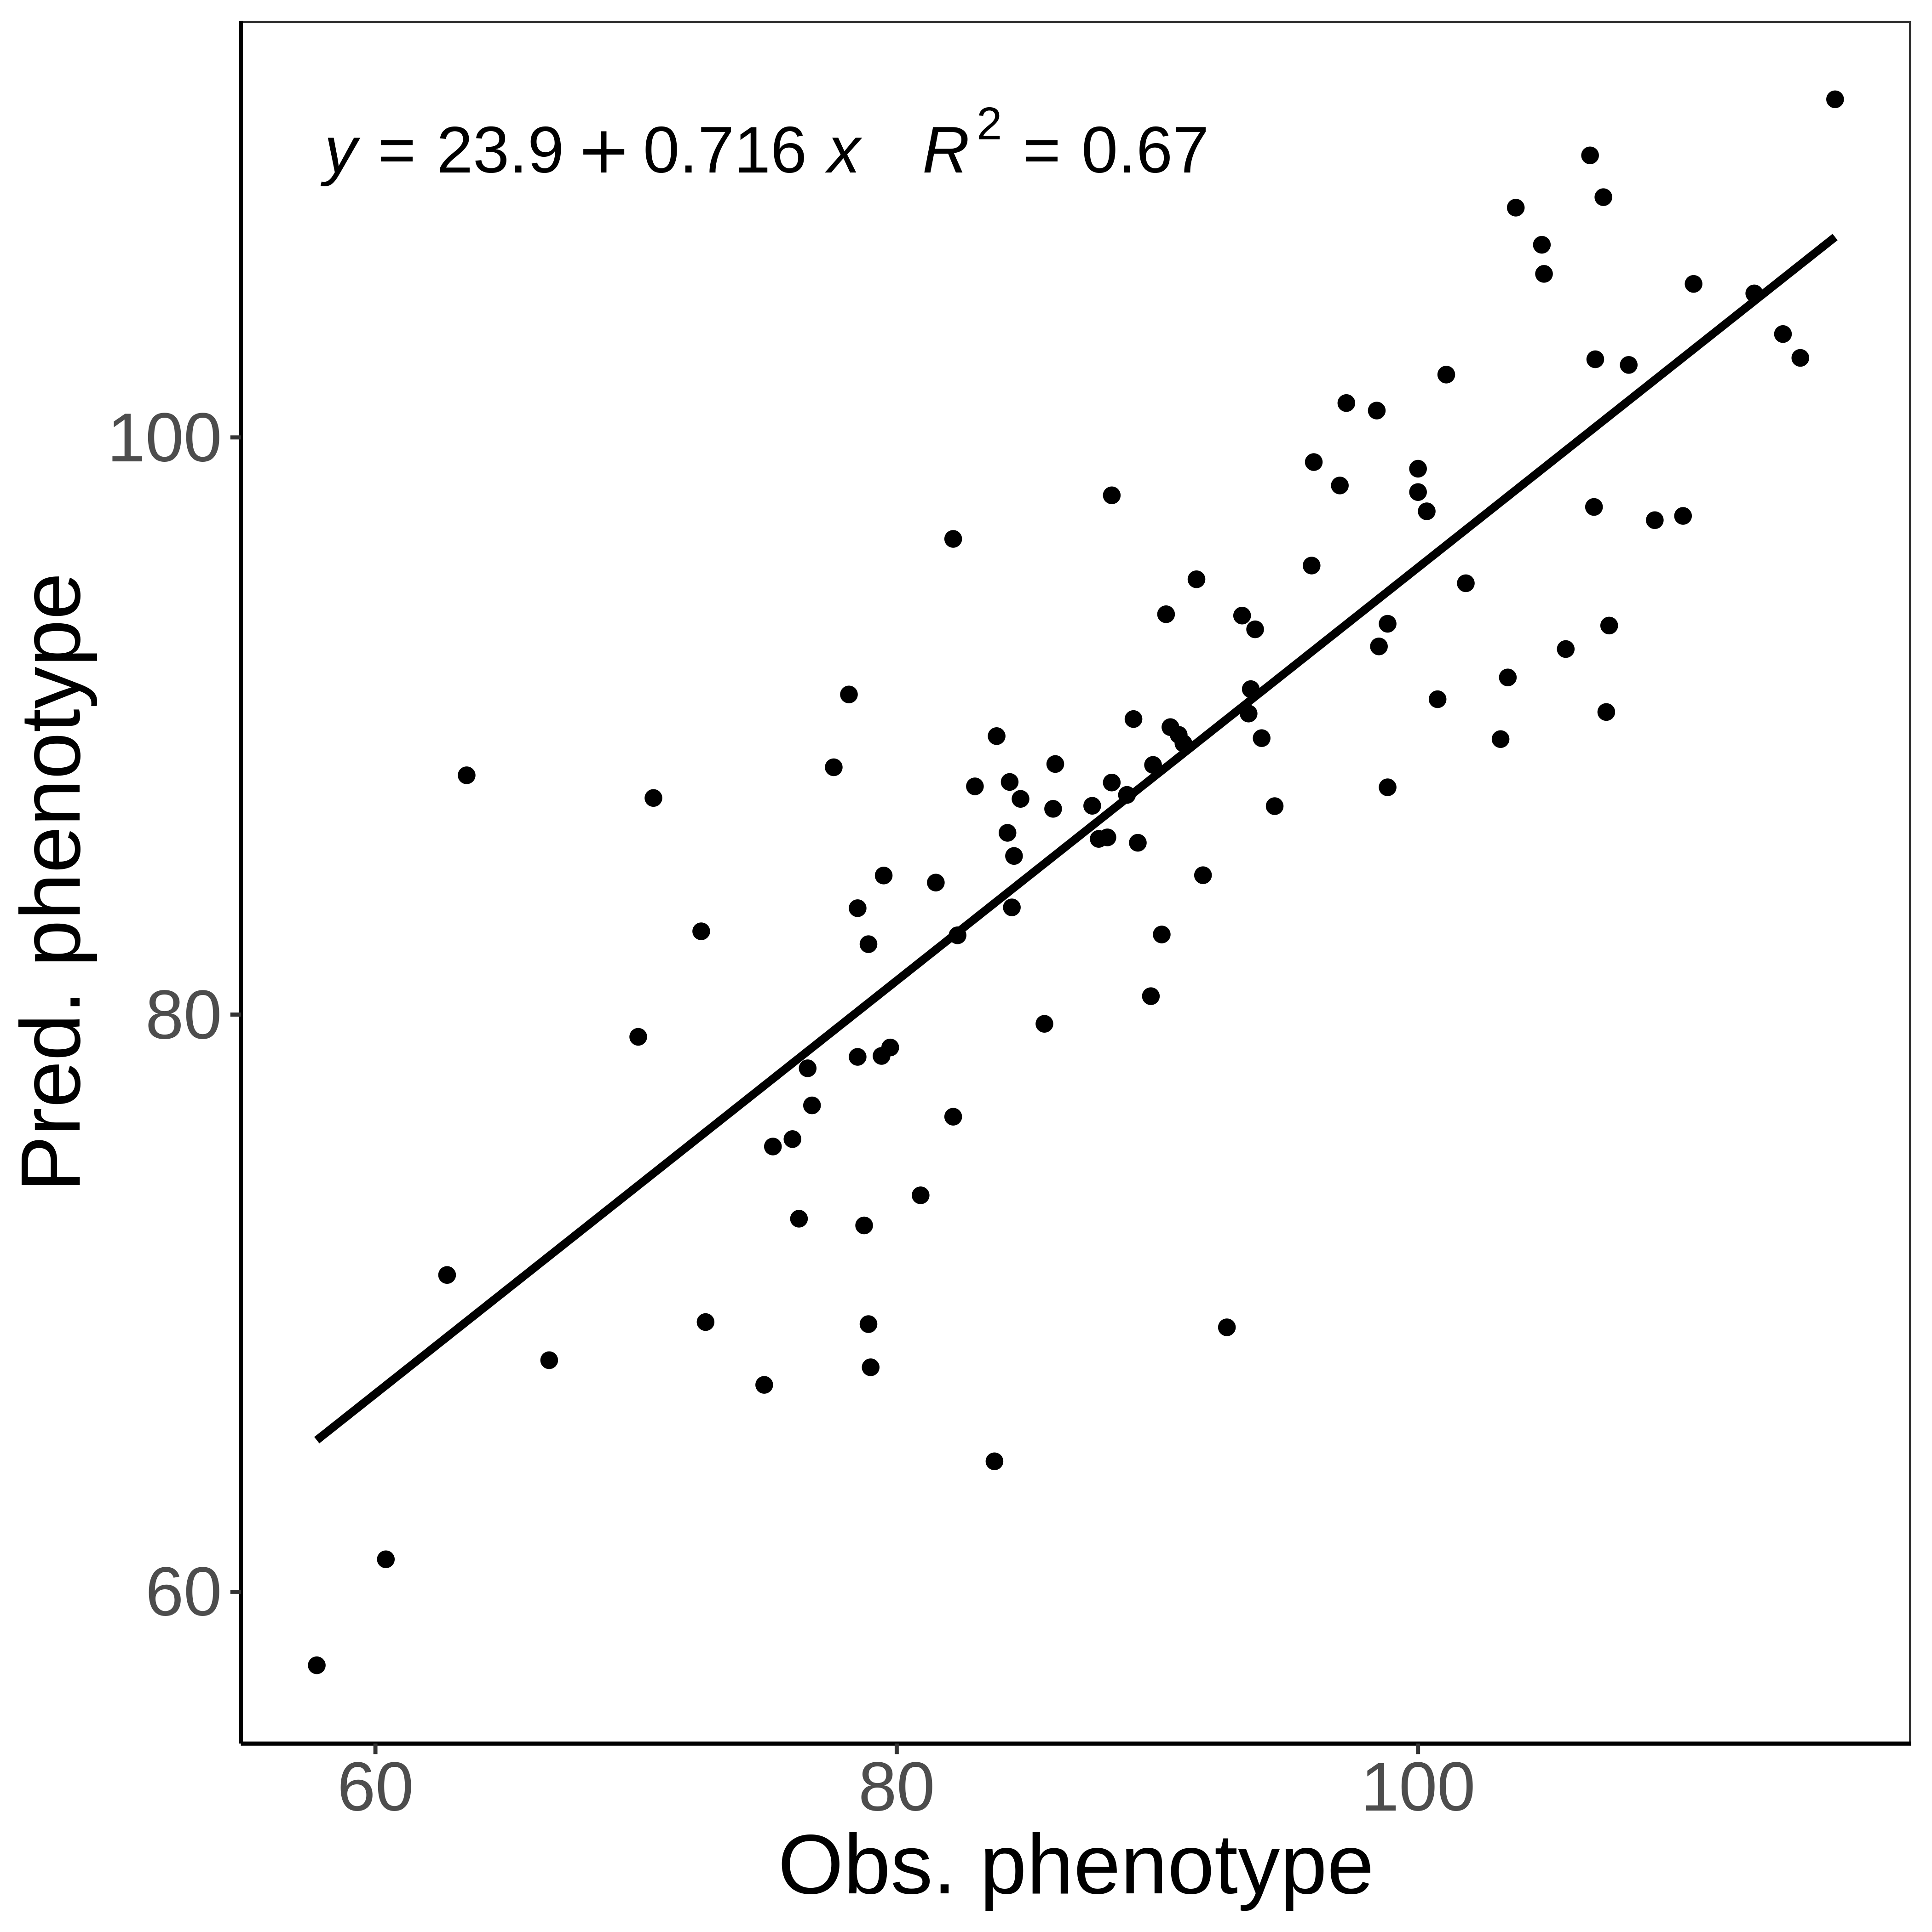 y = 23.9 + 0.716 x R² = 0.67
Pred. phenotype
100
80
60
60 80 100
Obs. phenotype